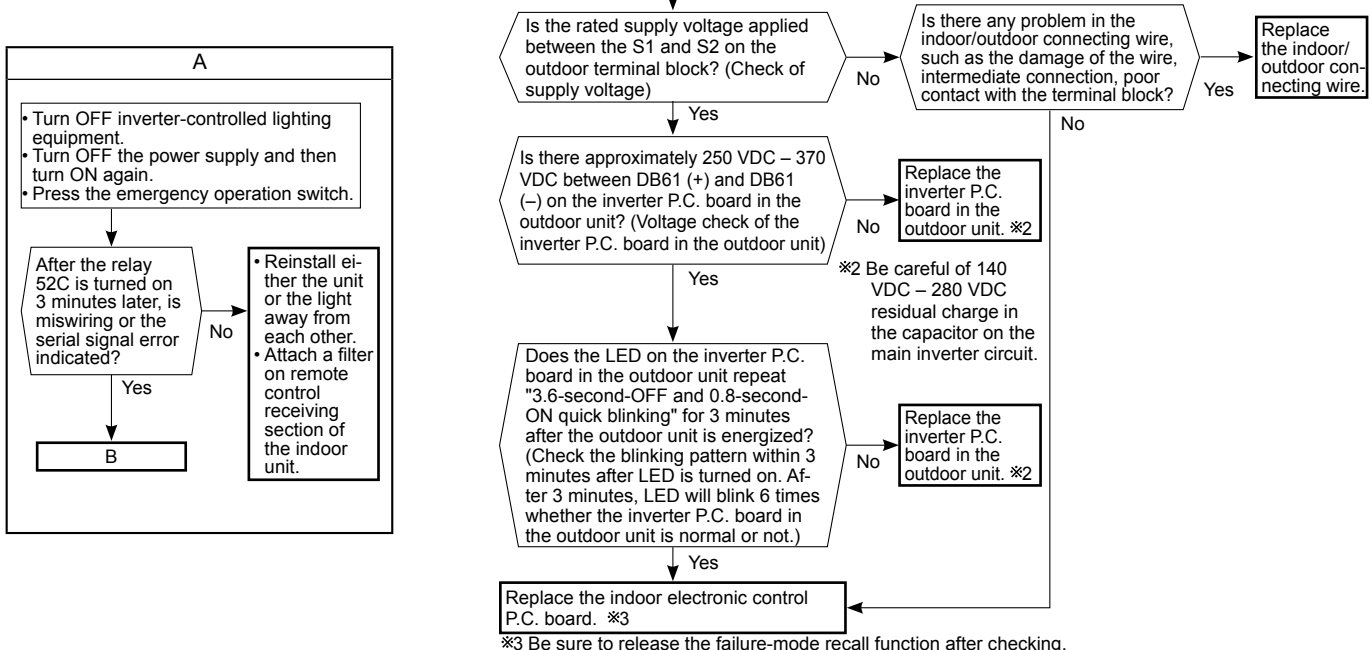 A
• Turn OFF inverter-controlled lighting
equipment.
• Turn OFF the power supply and then
turn ON again.
• Press the emergency operation switch.
After the relay
52C is turned on
3 minutes later, is
miswiring or the
serial signal error
indicated?
No
Yes
• Reinstall ei-
ther the unit
or the light
away from
each other.
• Attach a filter
on remote
control
receiving
section of
the indoor
unit.
B
Is the rated supply voltage applied
between the S1 and S2 on the
outdoor terminal block? (Check of
supply voltage)
No
Yes
Is there any problem in the
indoor/outdoor connecting wire,
such as the damage of the wire,
intermediate connection, poor
contact with the terminal block?
Yes
No
Replace
the indoor/
outdoor con-
necting wire.
Is there approximately 250 VDC – 370
VDC between DB61 (+) and DB61
(–) on the inverter P.C. board in the
outdoor unit? (Voltage check of the
inverter P.C. board in the outdoor unit)
No
Yes
Replace the
inverter P.C.
board in the
outdoor unit. ※2
※2 Be careful of 140
VDC – 280 VDC
residual charge in
the capacitor on the
main inverter circuit.
Does the LED on the inverter P.C.
board in the outdoor unit repeat
"3.6-second-OFF and 0.8-second-
ON quick blinking" for 3 minutes
after the outdoor unit is energized?
(Check the blinking pattern within 3
minutes after LED is turned on. Af-
ter 3 minutes, LED will blink 6 times
whether the inverter P.C. board in
the outdoor unit is normal or not.)
No
Yes
Replace the
inverter P.C.
board in the
outdoor unit. ※2
Replace the indoor electronic control
P.C. board. ※3
※3 Be sure to release the failure-mode recall function after checking.